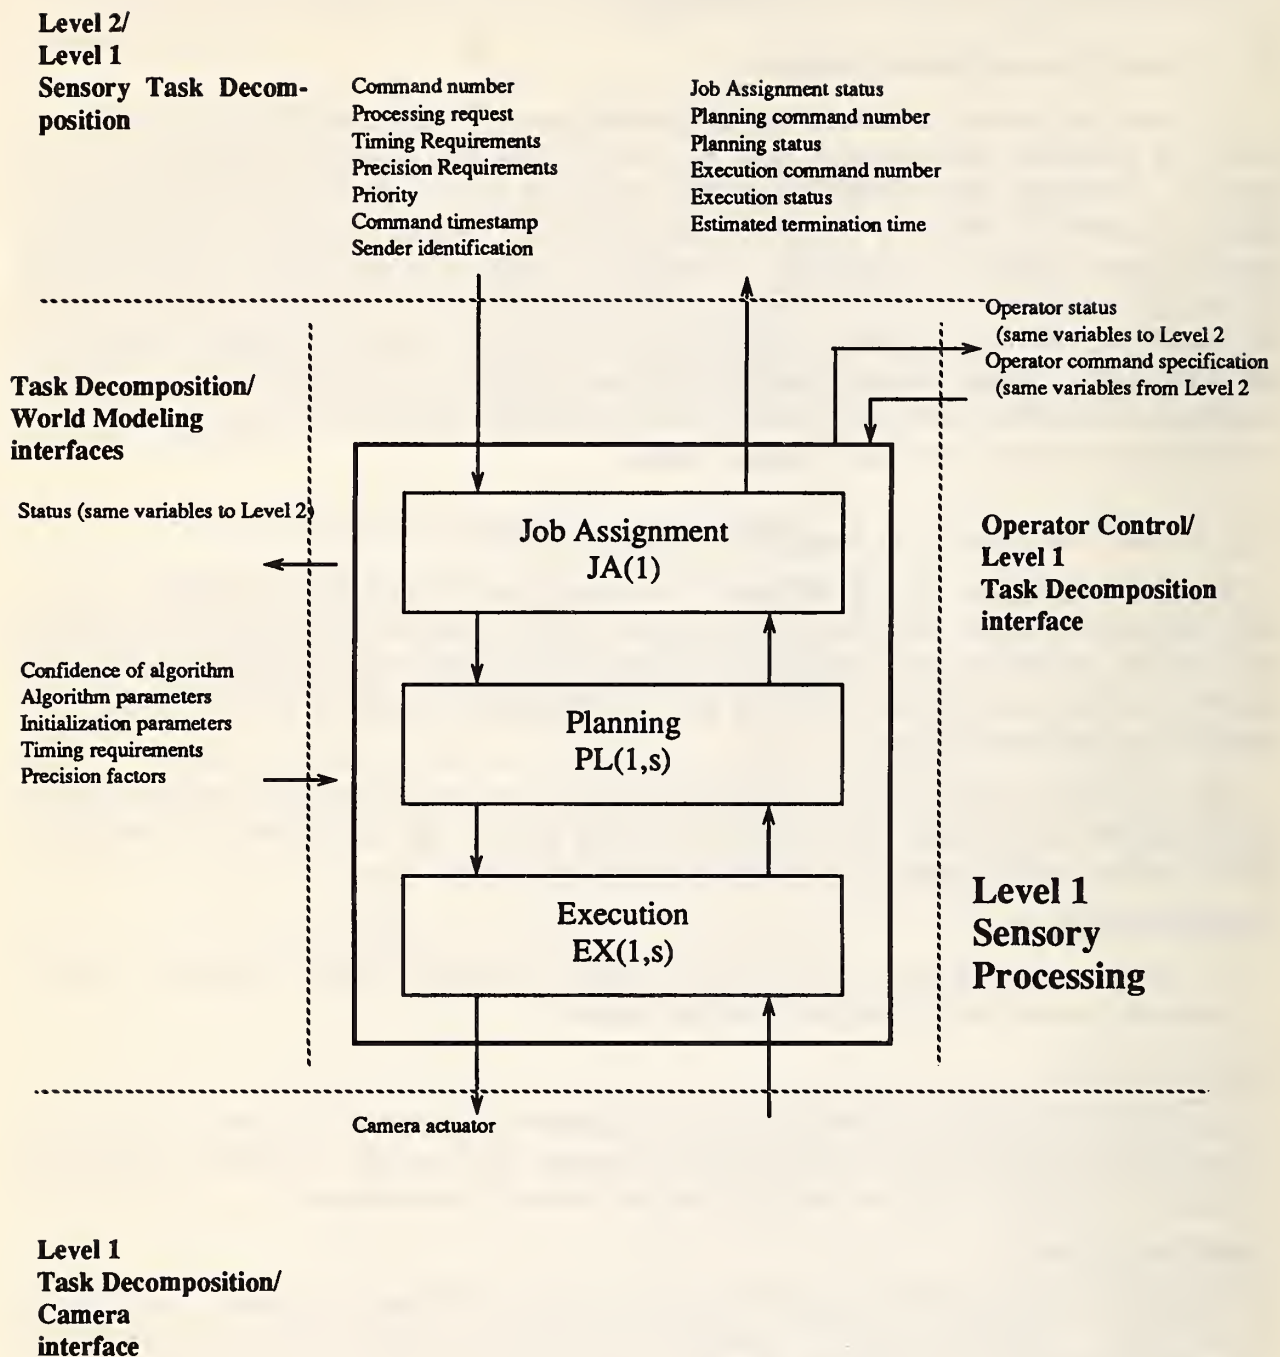 Level 2/
Level 1
Sensory Task Decom-
position
Command number
Processing request
Timing Requirements
Precision Requirements
Priority
Command timestamp
Sender identification
Job Assignment status
Planning command number
Planning status
Execution command number
Execution status
Estimated termination time
Operator status
(same variables to Level 2
Operator command specification
(same variables from Level 2
Task Decomposition/
World Modeling
interfaces
Status (same variables to Level 2)
Job Assignment
JA(1)
Operator Control/
Level 1
Task Decomposition
interface
Confidence of algorithm
Algorithm parameters
Initialization parameters
Timing requirements
Precision factors
Planning
PL(1,s)
Execution
EX(1,s)
Level 1
Sensory
Processing
Camera actuator
Level 1
Task Decomposition/
Camera
interface